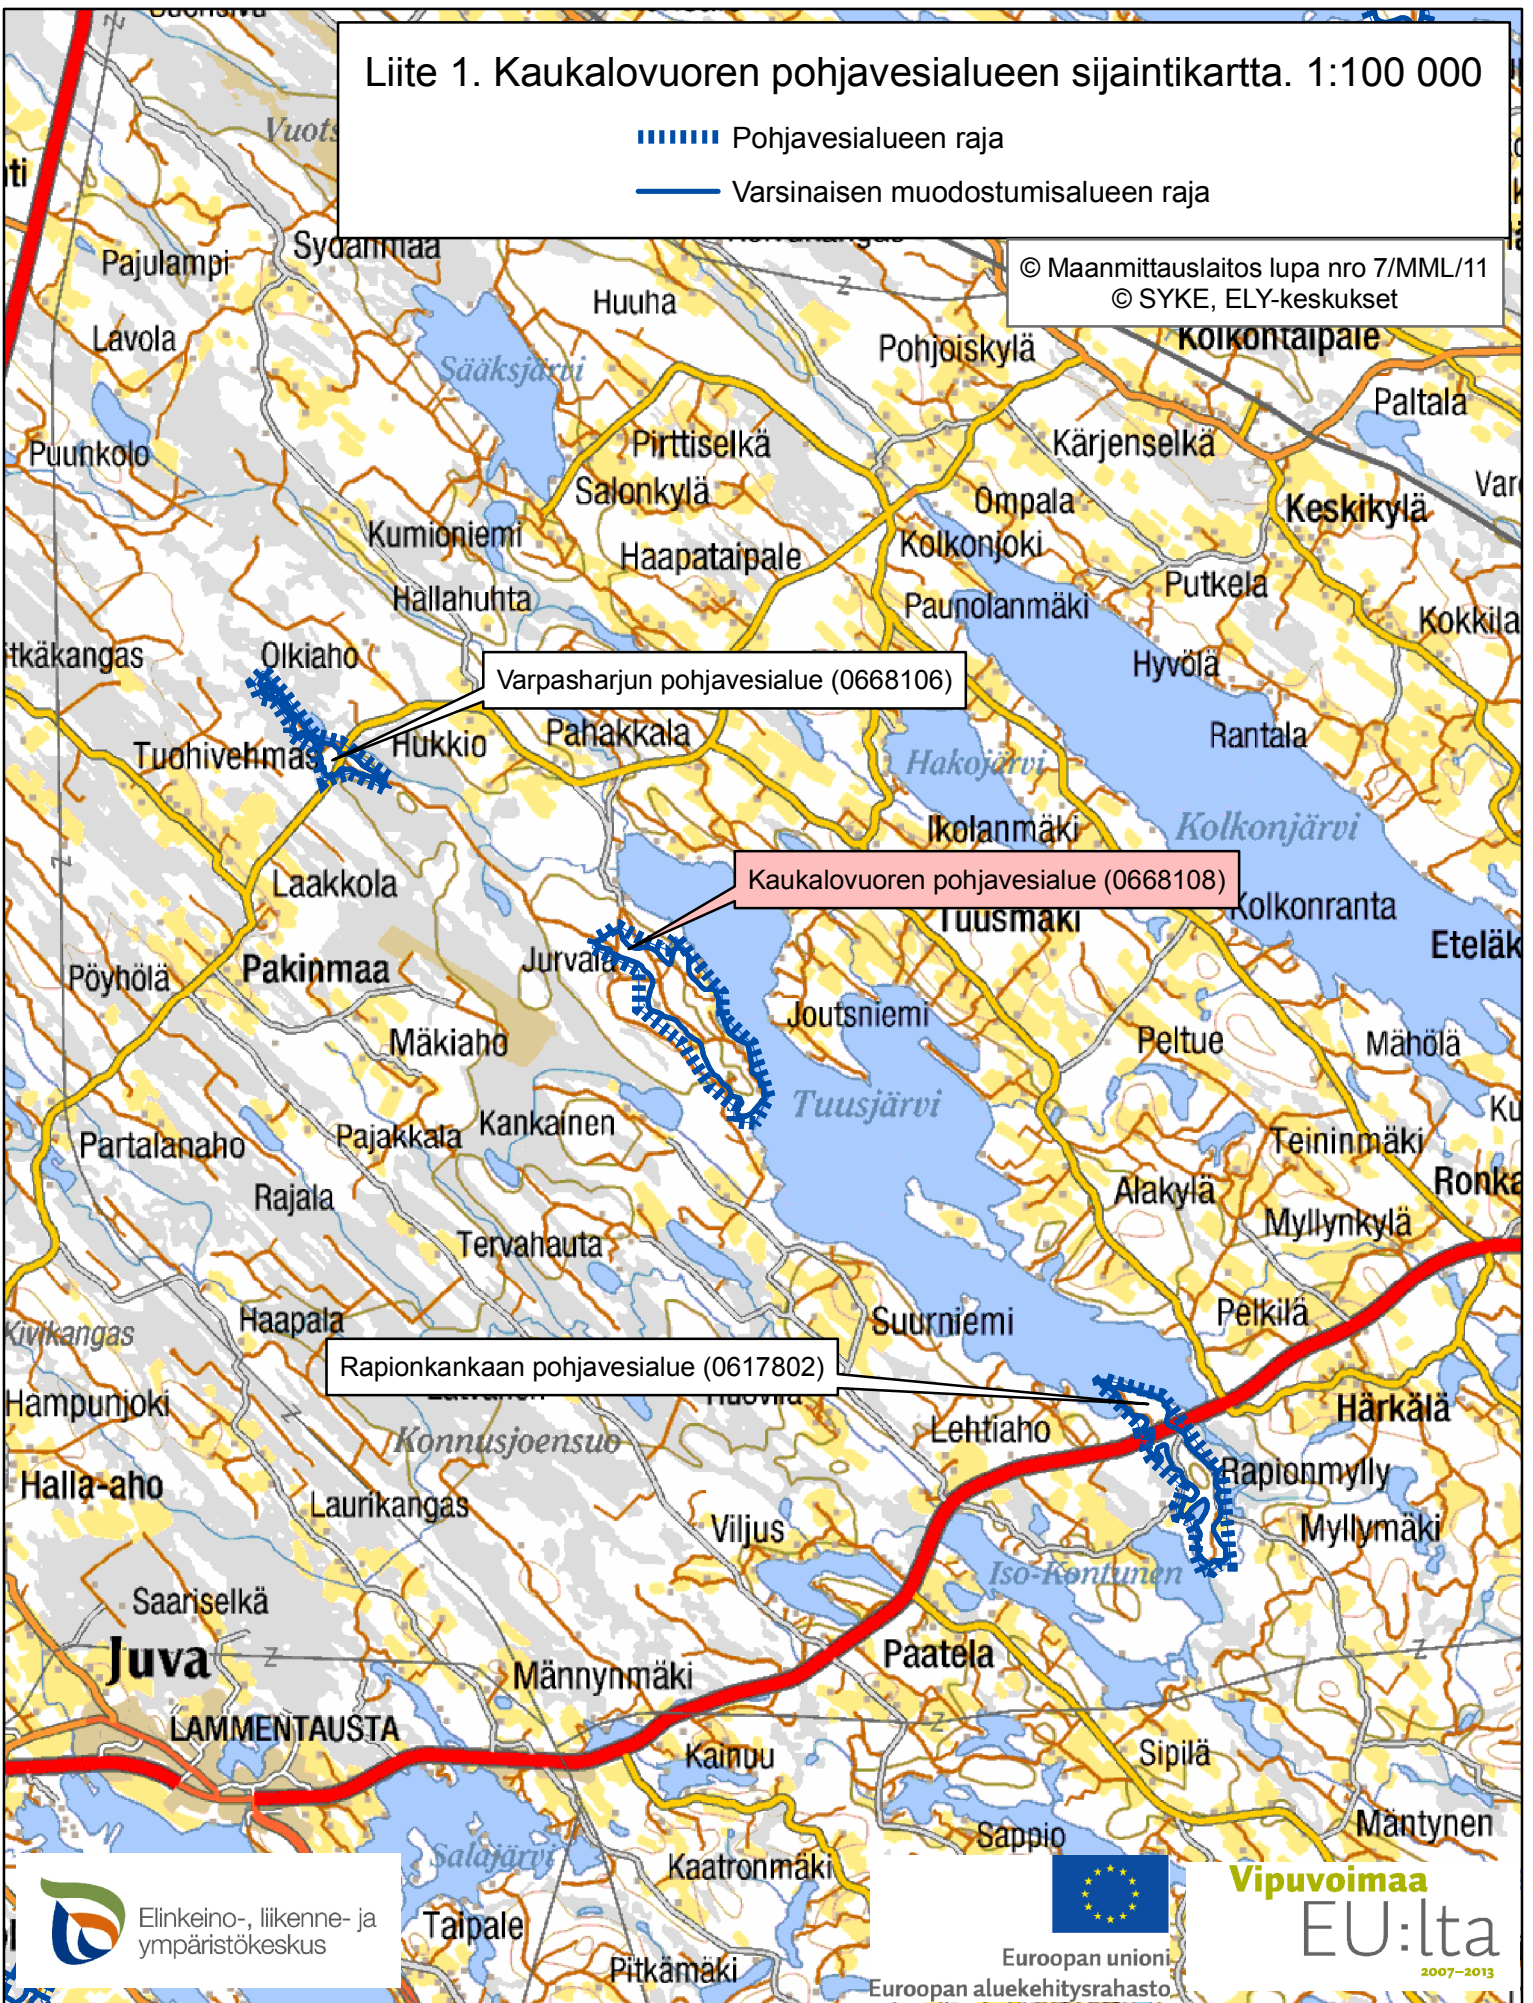 Liite 1. Kaukalovuoren pohjavesialueen sijaintikartta. 1:100 000
Pohjavesialueen raja
Varsinaisen muodostumisalueen raja
© Maanmittauslaitos lupa nro 7/MML/11
© SYKE, ELY-keskukset
Pajulampi
Sydänmaa
Huuha
Lavola
Sääksjärvi
Pohjoiskylä
Kolkontaipale
Paltala
Puunkolo
Pirttiselkä
Kärjenselkä
Salonkylä
Ompala
Keskikylä
Kumioniemi
Haapataipale
Kolkonjoki
Hallahuhta
Paunolanmäki
Putkela
Kokkila
Olkiaho
Hyvölä
Varpasharjun pohjavesialue (0668106)
Tuohivehmas
Hukkio
Pahakkala
Hakojärvi
Rantala
Ikolanmäki
Kolkonjärvi
Laakkola
Kaukalovuoren pohjavesialue (0668108)
Tuusmäki
Kolkonranta
Eteläk
Pöyhölä
Pakinmaa
Jurvala
Joutsniemi
Mäkiaho
Peltue
Mähölä
Tuusjärvi
Partalanaho
Pajakkala
Kankainen
Teininmäki
Rajala
Alakylä
Ronka
Tervahauta
Myllynkylä
Haapala
Suurniemi
Pelkilä
Kivikangas
Rapionkankaan pohjavesialue (0617802)
Hampunjoki
Konnusjoensuo
Lehtiaho
Härkälä
Halla-aho
Laurikangas
Viljus
Rapionmylly
Myllymäki
Iso-Kontunen
Saariselkä
Juva
Männynmäki
Paatela
LAMMENTAUSTA
Kainuu
Sipilä
Mäntynen
Salajärvi
Kaatronmäki
Sappio
Taipale
Pitkämäki
Elinkeino-, liikenne- ja
ympäristökeskus
Euroopan unioni
Euroopan aluekehitysrahasto
Vipuvoimaa
EU:lta
2007–2013